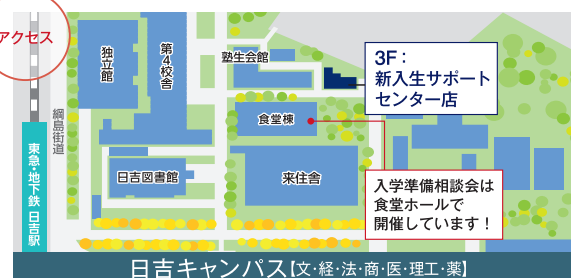 アクセス
独立館
第4校舎
塾生会館
3F：
新入生サポート
センター店
綱島街道
食堂棟
東急・地下鉄 日吉駅
日吉図書館
来往舎
入学準備相談会は
食堂ホールで
開催しています！
日吉キャンパス【文・経・法・商・医・理工・薬】